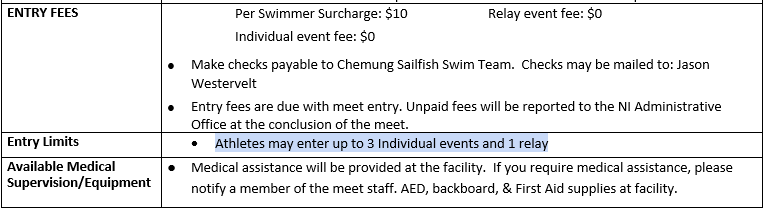 ENTRY FEES
Per Swimmer Surcharge: $10 Relay event fee: $0
Individual event fee: $0
● Make checks payable to Chemung Sailfish Swim Team. Checks may be mailed to: Jason
Westervelt
● Entry fees are due with meet entry. Unpaid fees will be reported to the NI Administrative
Office at the conclusion of the meet.
Entry Limits
• Athletes may enter up to 3 Individual events and 1 relay
Available Medical
Supervision/Equipment
● Medical assistance will be provided at the facility. If you require medical assistance, please
notify a member of the meet staff. AED, backboard, & First Aid supplies at facility.